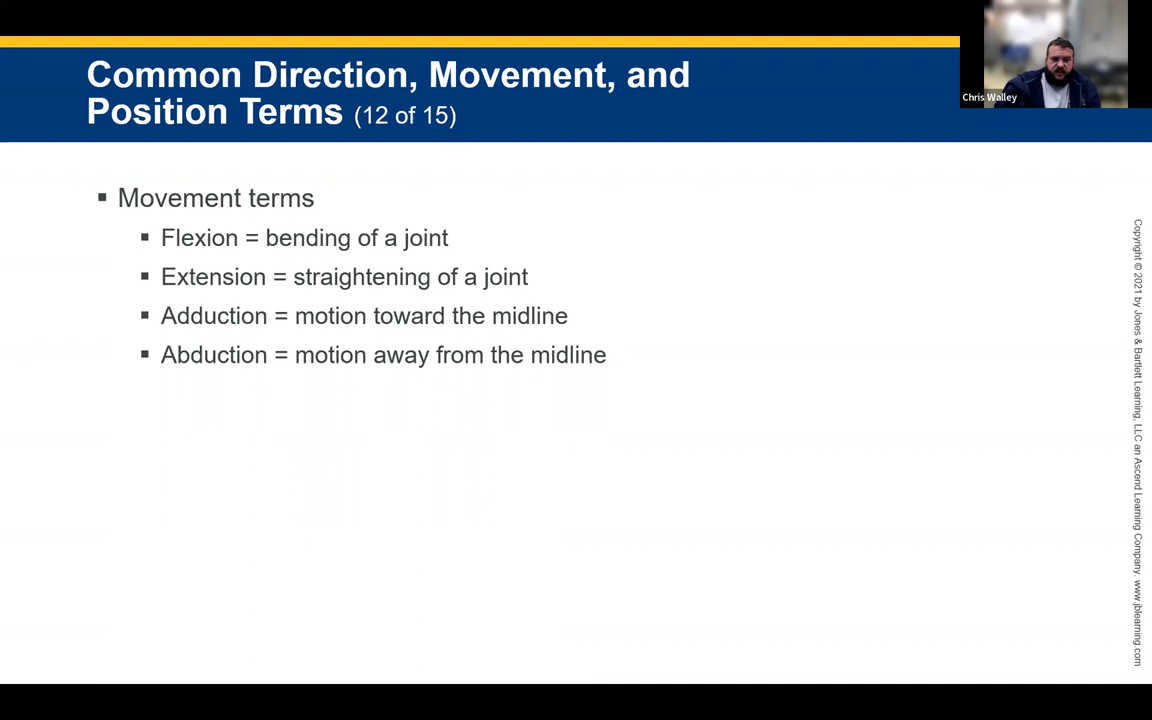 Common Direction, Movement, and
Position Terms (12 of 15)
Chris Walley
▪ Movement terms
▪ Flexion = bending of a joint
▪ Extension = straightening of a joint
▪ Adduction = motion toward the midline
▪ Abduction = motion away from the midline
Copyright © 2021 by Jones & Bartlett Learning, LLC an Ascend Learning Company. www.jblearning.com